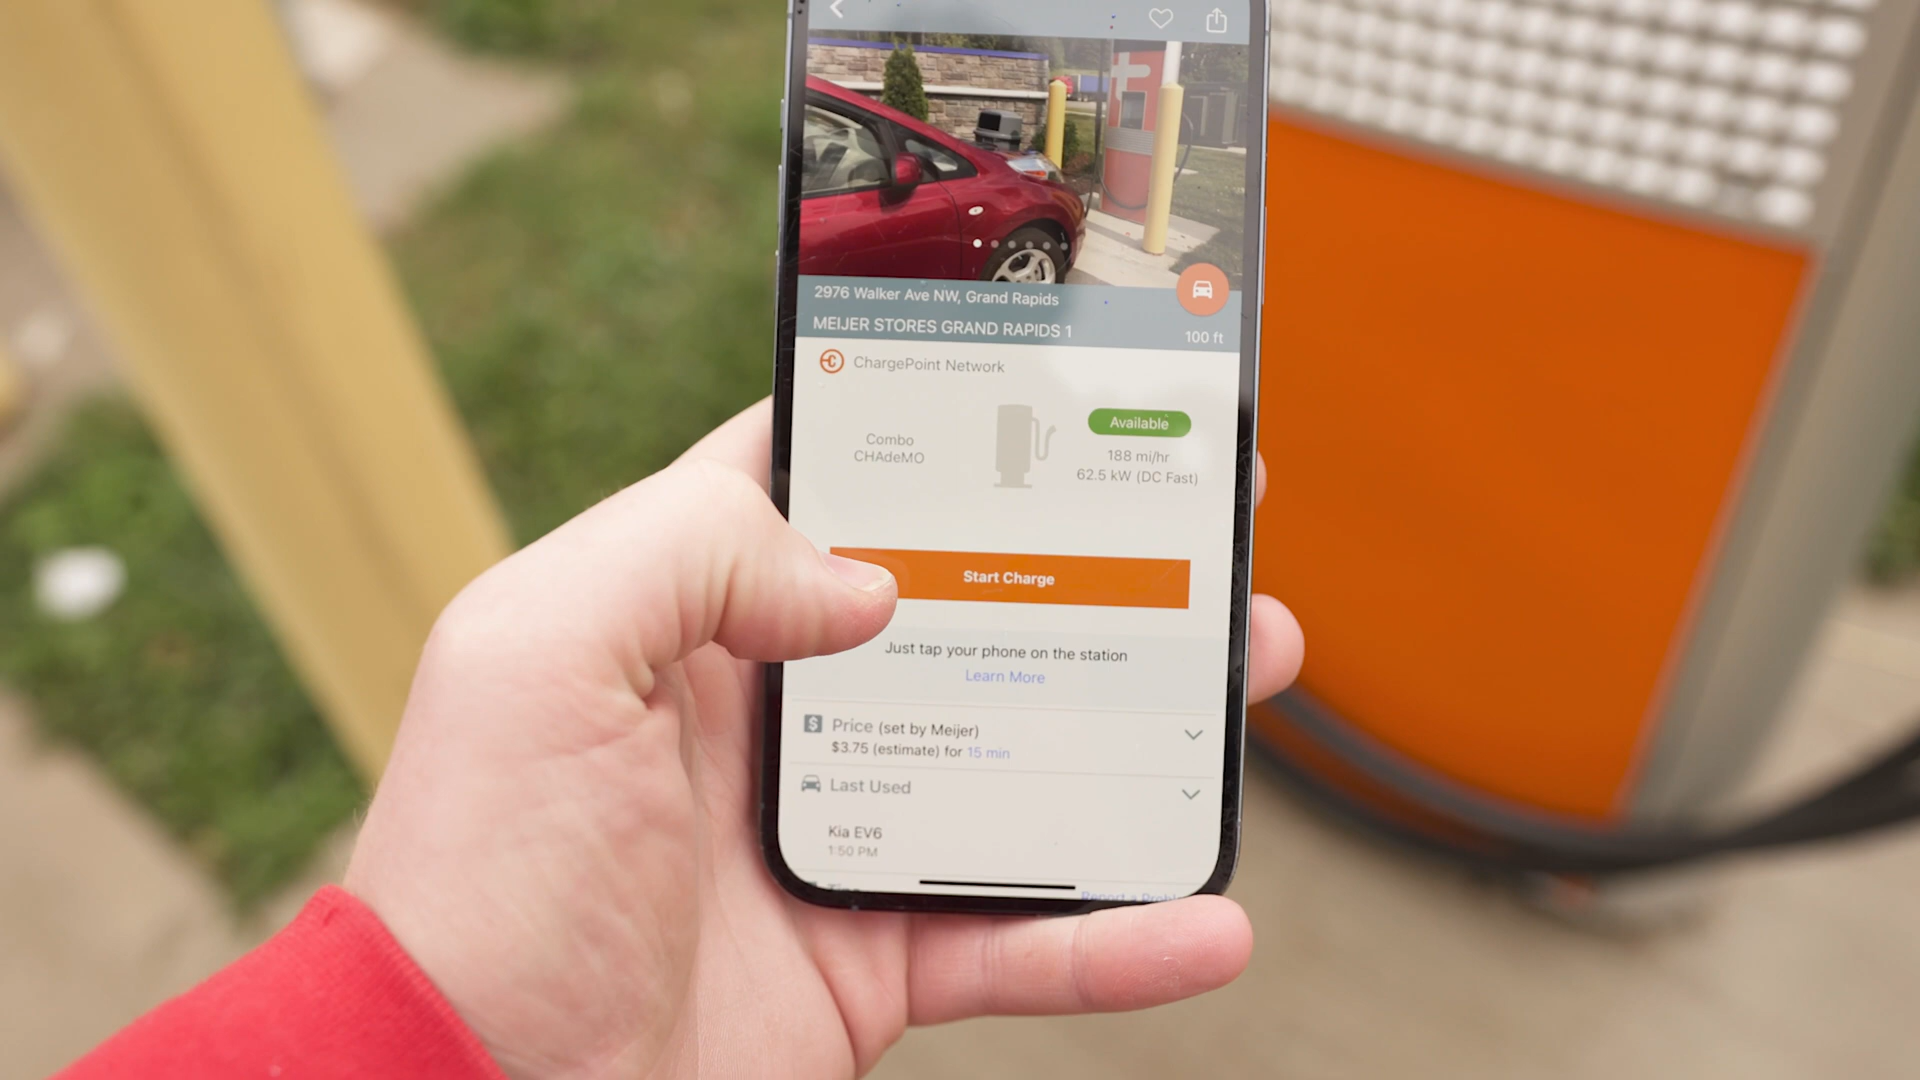 2976 Walker Ave NW, Grand Rapids
MEIJER STORES GRAND RAPIDS 1
100 ft
ChargePoint Network
Combo
CHAdeMO
Available
188 mi/hr
62.5 kW (DC Fast)
Start Charge
Just tap your phone on the station
Learn More
Price (set by Meijer)
$3.75 (estimate) for 15 min
Last Used
Kia EV6
1:50 PM
Report a